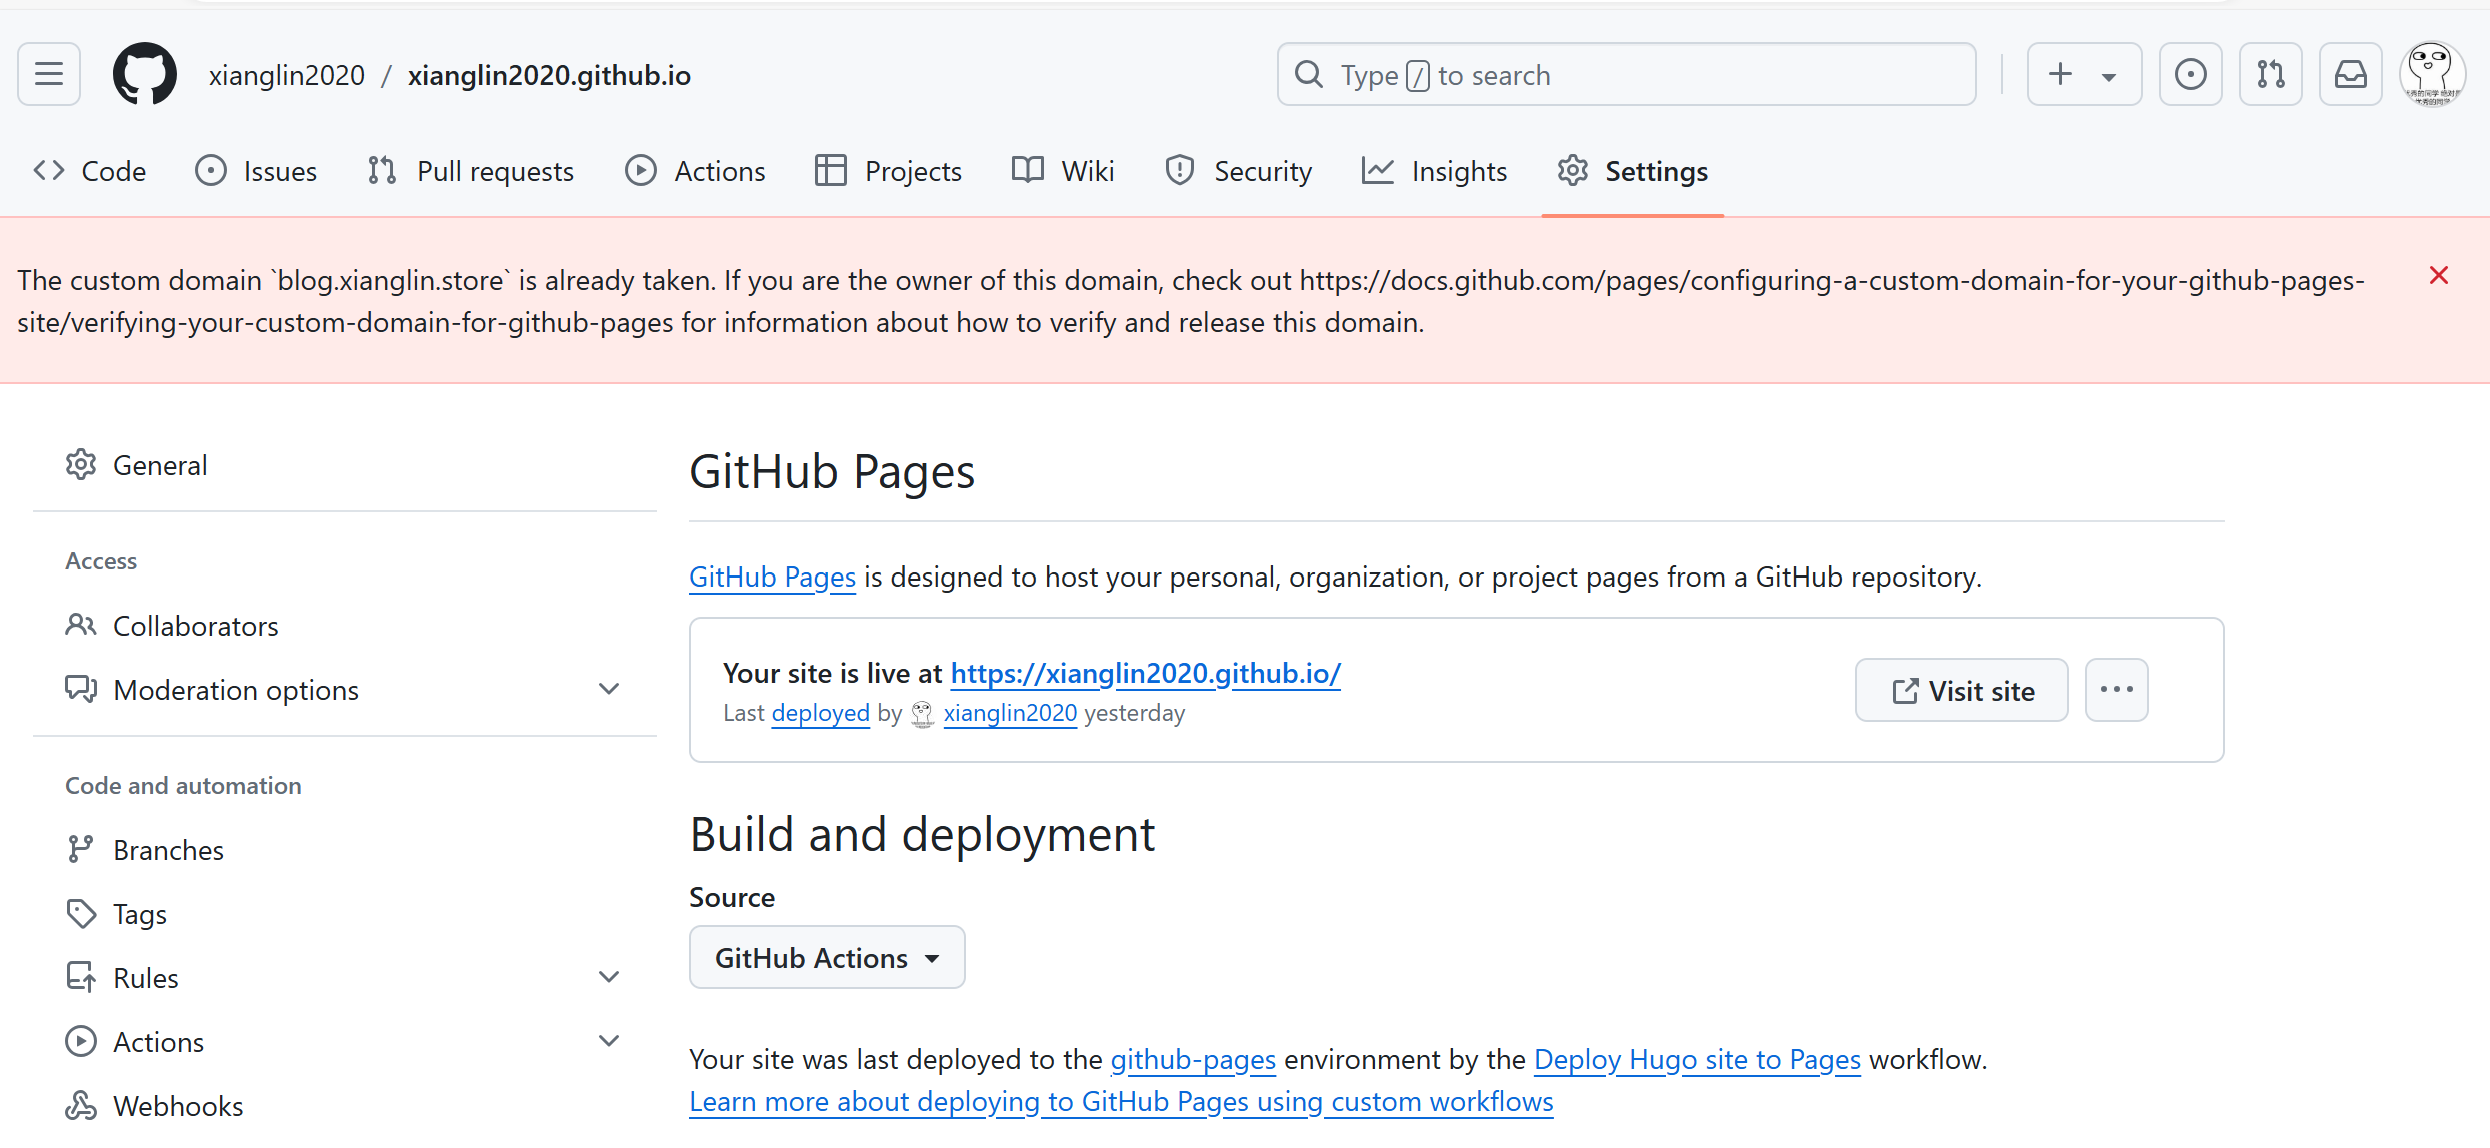 xianglin2020 / xianglin2020.github.io
Type / to search
Code Issues Pull requests Actions Projects Wiki Security Insights Settings
The custom domain `blog.xianglin.store` is already taken. If you are the owner of this domain, check out https://docs.github.com/pages/configuring-a-custom-domain-for-your-github-pages-
site/verifying-your-custom-domain-for-github-pages for information about how to verify and release this domain.
General
Access
Collaborators
Moderation options
Code and automation
Branches
Tags
Rules
Actions
Webhooks
GitHub Pages
GitHub Pages is designed to host your personal, organization, or project pages from a GitHub repository.
Your site is live at https://xianglin2020.github.io/
Last deployed by xianglin2020 yesterday
Visit site
Build and deployment
Source
GitHub Actions
Your site was last deployed to the github-pages environment by the Deploy Hugo site to Pages workflow.
Learn more about deploying to GitHub Pages using custom workflows